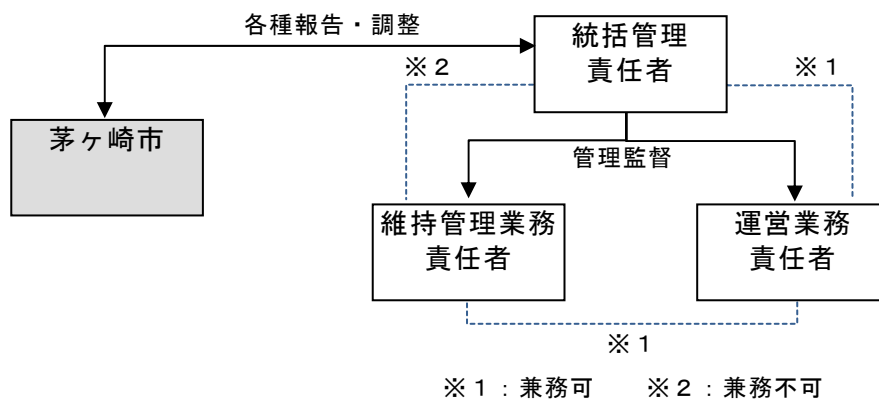 各種報告・調整
統括管理
責任者
※2
※1
茅ヶ崎市
管理監督
維持管理業務
責任者
運営業務
責任者
※1
※1：兼務可　　※2：兼務不可